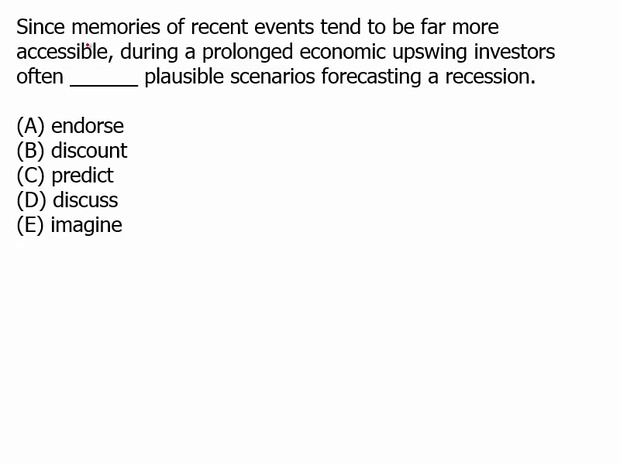 Since memories of recent events tend to be far more
accessible, during a prolonged economic upswing investors
often ______ plausible scenarios forecasting a recession.
(A) endorse
(B) discount
(C) predict
(D) discuss
(E) imagine